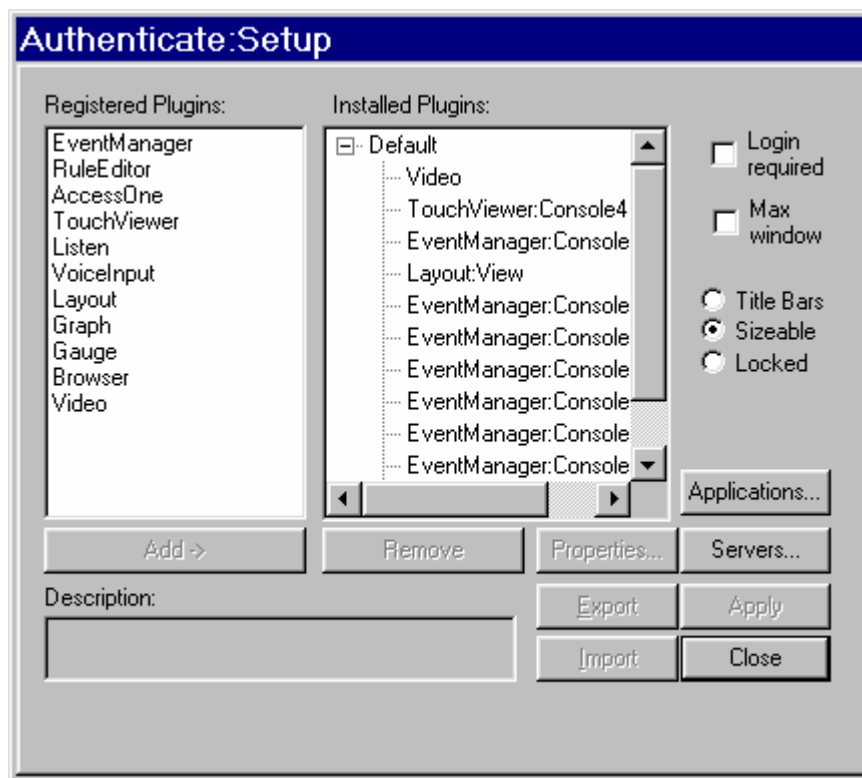 Authenticate:Setup
Registered Plugins:
EventManager
RuleEditor
AccessOne
TouchViewer
Listen
VoiceInput
Layout
Graph
Gauge
Browser
Video
Installed Plugins:
Default
Video
TouchViewer:Console4
EventManager:Console
Layout:View
EventManager:Console
EventManager:Console
EventManager:Console
EventManager:Console
EventManager:Console
EventManager:Console
Login
required
Max
window
Title Bars
Sizeable
Locked
Applications...
Add ->
Remove
Properties...
Servers...
Description:
Export
Apply
Import
Close